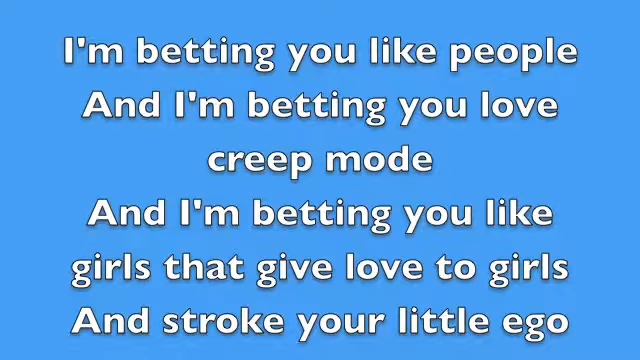 I'm betting you like people
And I'm betting you love
creep mode
And I'm betting you like
girls that give love to girls
And stroke your little ego